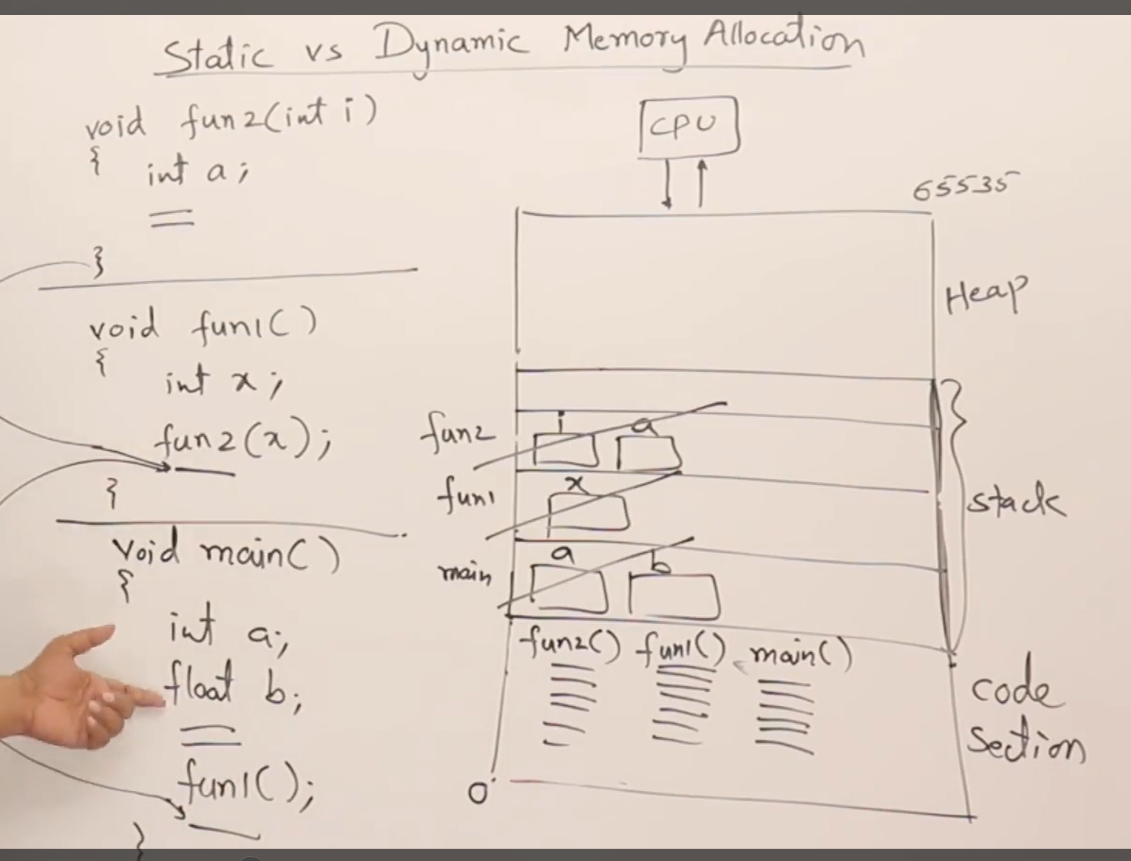 Static vs Dynamic Memory Allocation
void fun2(int i)
{ int a;
}
void fun1()
{
int x;
fun2(x);
}
void main()
{
int a;
float b;
fun1();
}
CPU
65535
Heap
fun2 i a
fun1 x
main a b
stack
fun2() fun1() main()
code
section
0